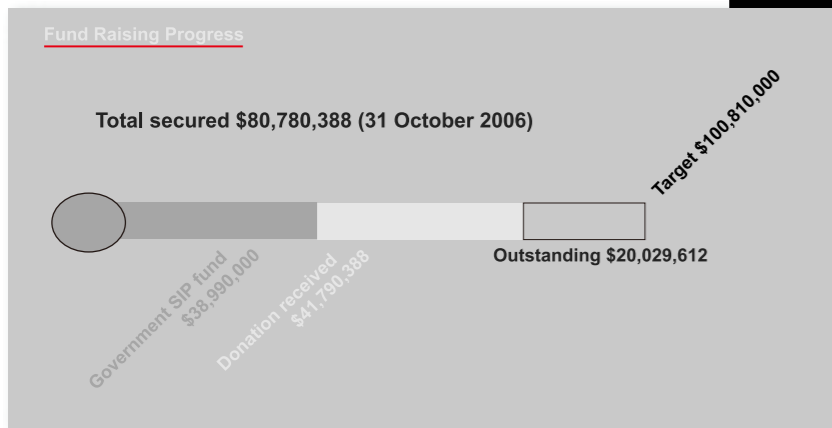 Fund Raising Progress
Total secured $80,780,388 (31 October 2006)
Target $100,810,000
Outstanding $20,029,612
Government SIP fund
$38,990,000
Donation received
$41,790,388